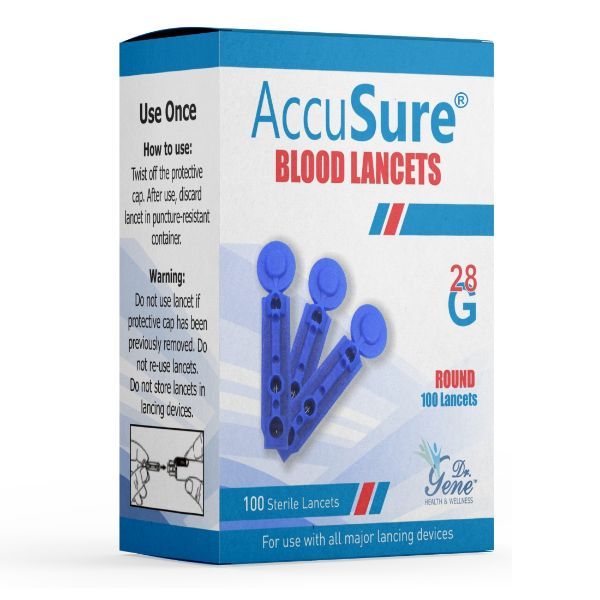 Use Once
How to use:
Twist off the protective
cap. After use, discard
lancet in puncture-resistant
container.
Warning:
Do not use lancet if
protective cap has been
previously removed. Do
not re-use lancets.
Do not store lancets in
lancing devices.
AccuSure®
BLOOD LANCETS
28
G
ROUND
100 Lancets
Dr.
Gene™
HEALTH & WELLNESS
100 Sterile Lancets
For use with all major lancing devices